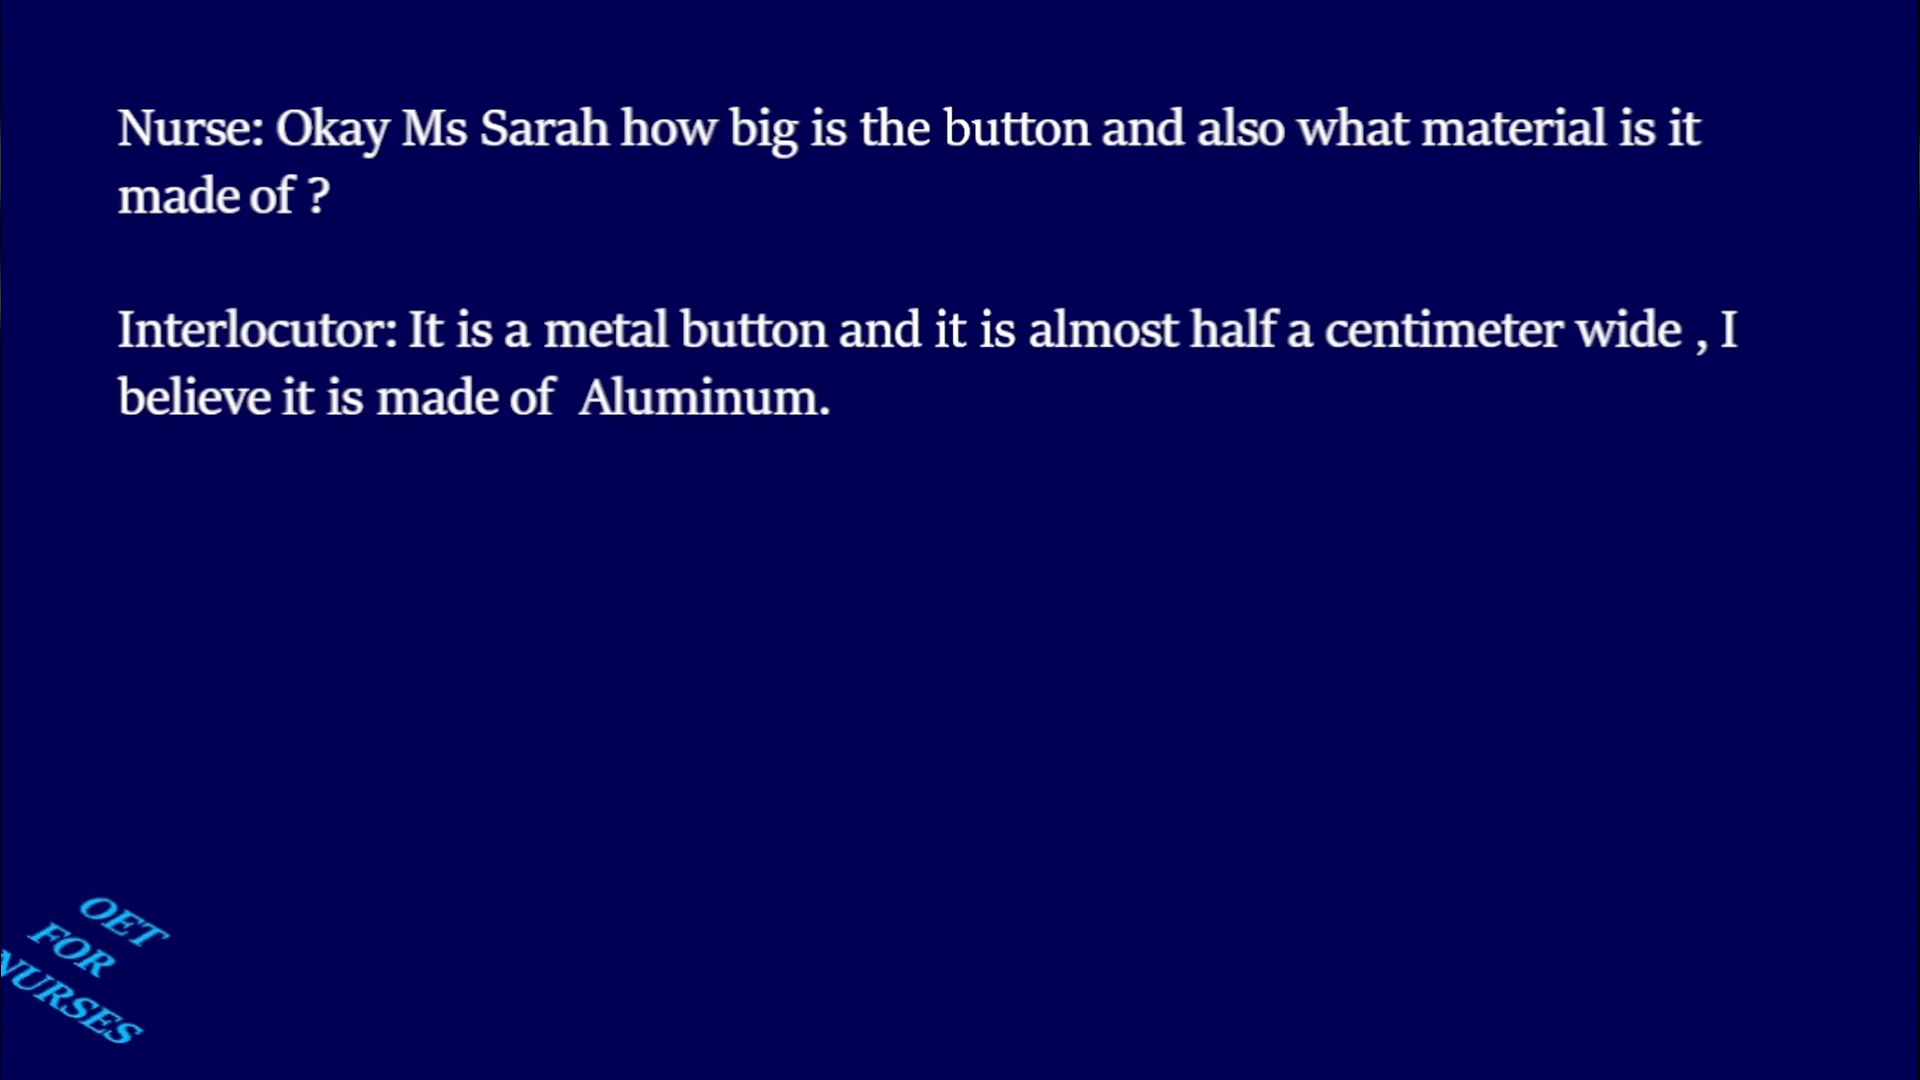 Nurse: Okay Ms Sarah how big is the button and also what material is it
made of ?
Interlocutor: It is a metal button and it is almost half a centimeter wide , I
believe it is made of  Aluminum.
OET
FOR
NURSES